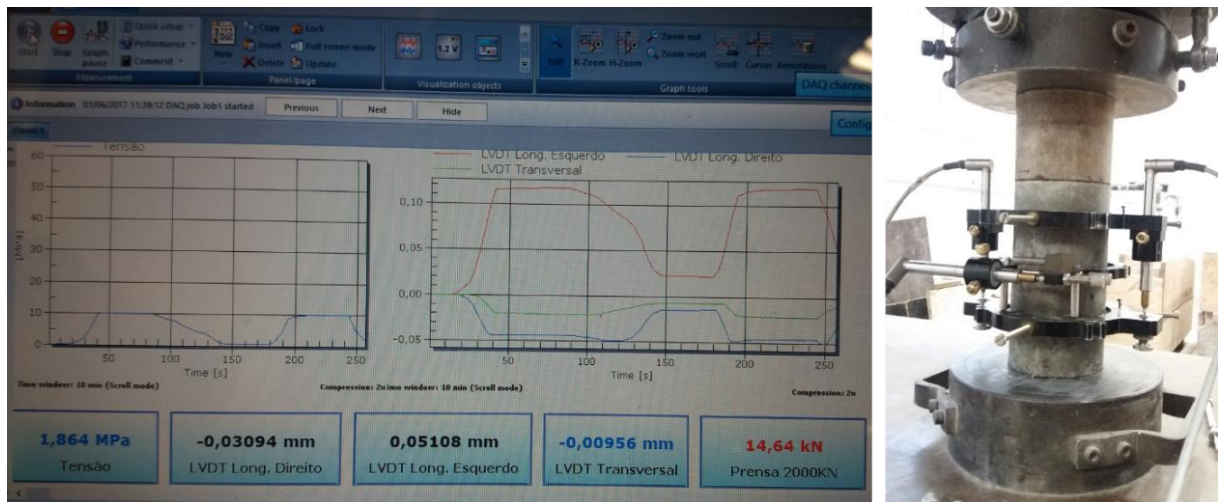 Quick setup
Copy
Lock
Start
Stop
Graph pause
Performance
New
Insert
Full screen mode
1.2 V
Edit
R-Zoom
H-Zoom
Zoom out
Zoom reset
Scroll
Cursor
Annotations
Comment
Delete
Update
Measurement
Panel/page
Visualization objects
Graph tools
DAQ channels
Information 01/06/2017 11:39:12 DAQ job Job1 started
Previous
Next
Hide
Config
Tensão
60
50
40
30
20
10
0
[MPa]
50
100
150
200
250
Time [s]
LVDT Long. Esquerdo
LVDT Long. Direito
LVDT Transversal
0,10
0,05
0,00
-0,05
50
100
150
200
250
Time [s]
Time window: 10 min (Scroll mode)
Compression: 2x
Time window: 10 min (Scroll mode)
Compression: 2x
1,864 MPa
Tensão
-0,03094 mm
LVDT Long. Direito
0,05108 mm
LVDT Long. Esquerdo
-0,00956 mm
LVDT Transversal
14,64 kN
Prensa 2000KN